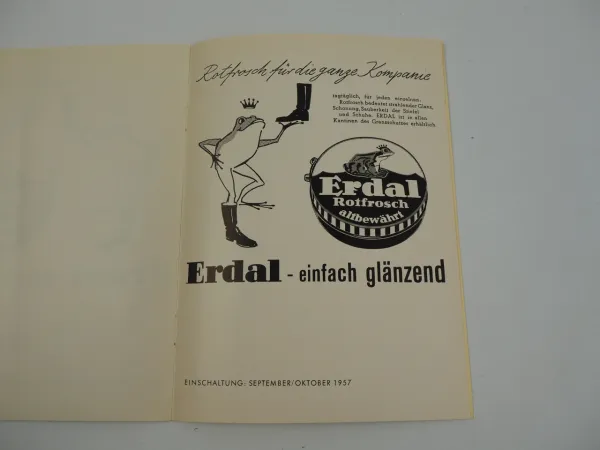 Rotfrosch für die ganze Kompanie
tagtäglich, für jeden einzelnen.
Rotfrosch bedeutet strahlender Glanz,
Schonung, Sauberkeit der Stiefel
und Schuhe. ERDAL ist in allen
Kantinen des Grenzschutzes erhältlich
Erdal
Rotfrosch
altbewährt
Erdal - einfach glänzend
EINSCHALTUNG: SEPTEMBER/OKTOBER 1957